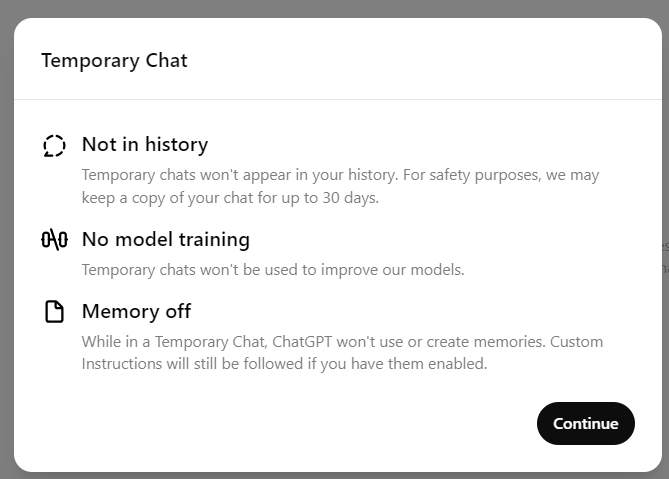 Temporary Chat
Not in history
Temporary chats won't appear in your history. For safety purposes, we may
keep a copy of your chat for up to 30 days.
No model training
Temporary chats won't be used to improve our models.
Memory off
While in a Temporary Chat, ChatGPT won't use or create memories. Custom
Instructions will still be followed if you have them enabled.
Continue